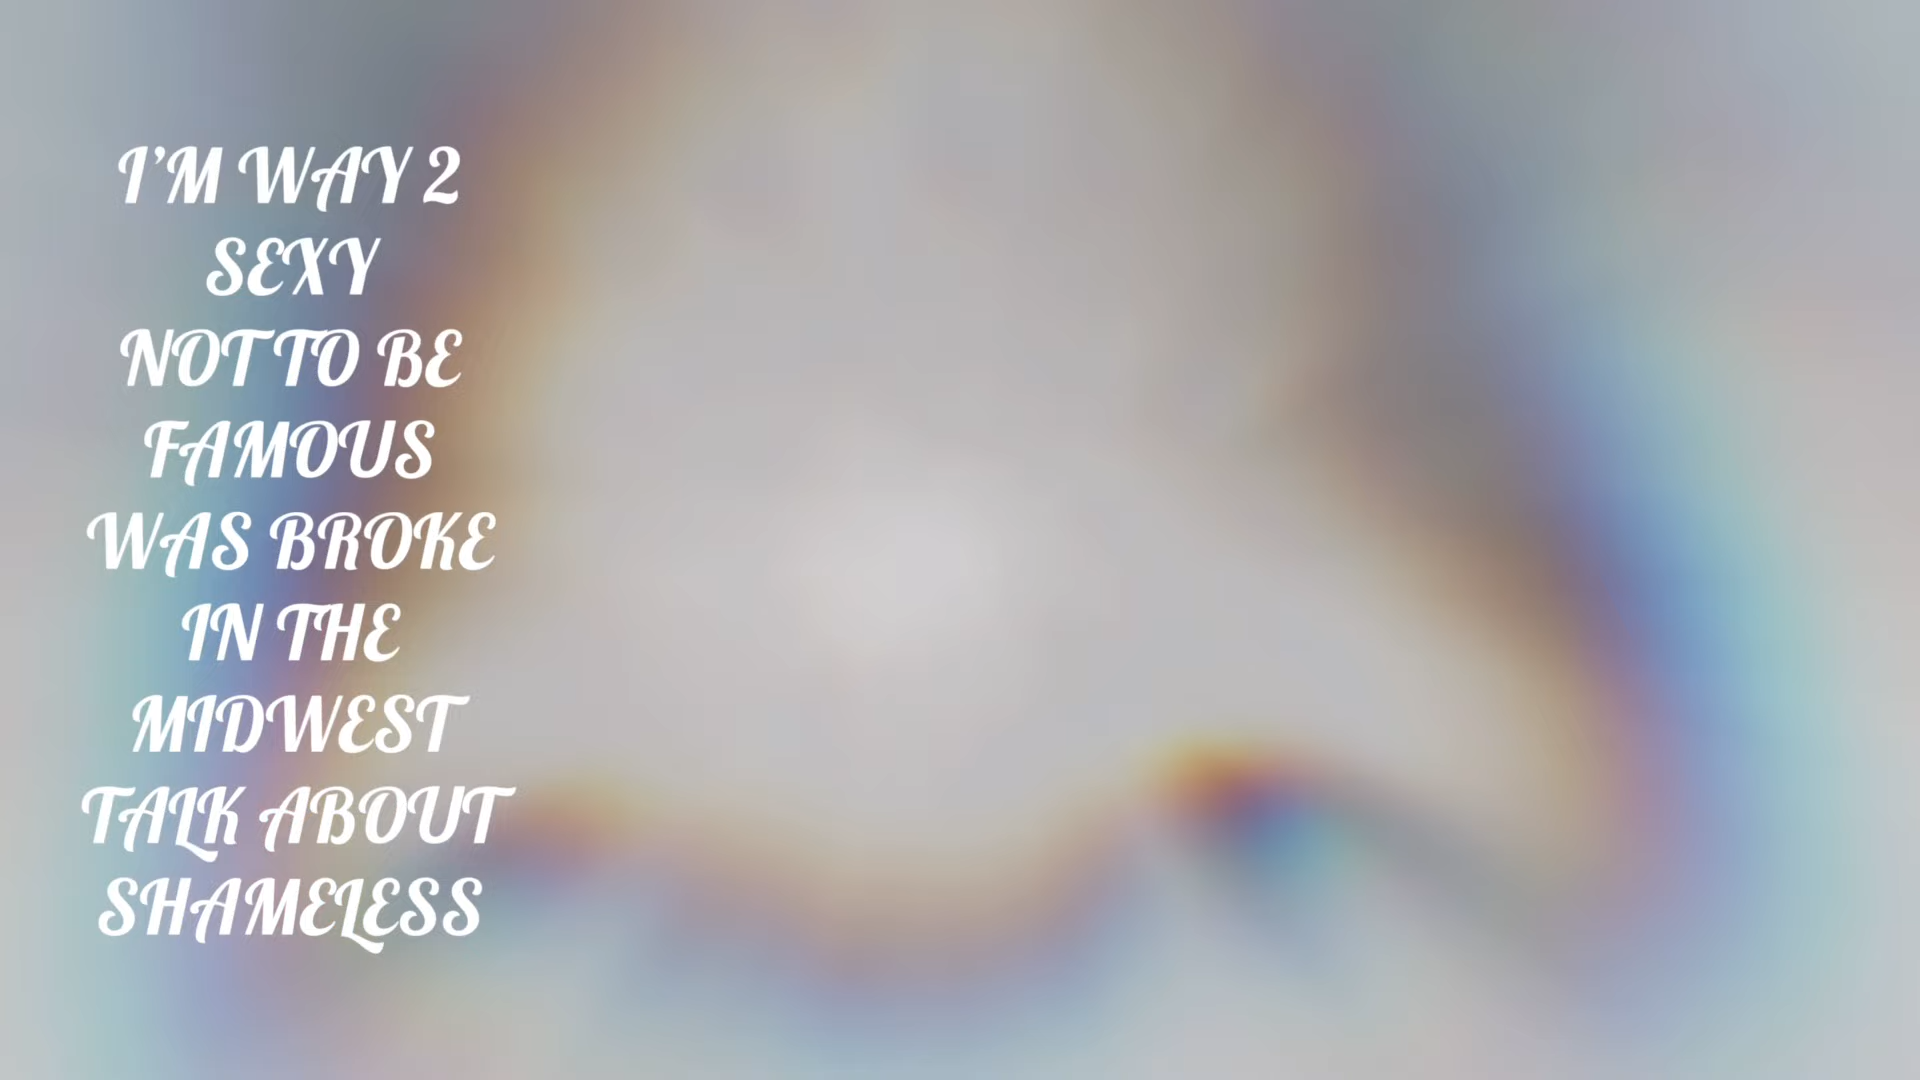 I'M WAY 2
SEXY
NOT TO BE
FAMOUS
WAS BROKE
IN THE
MIDWEST
TALK ABOUT
SHAMELESS